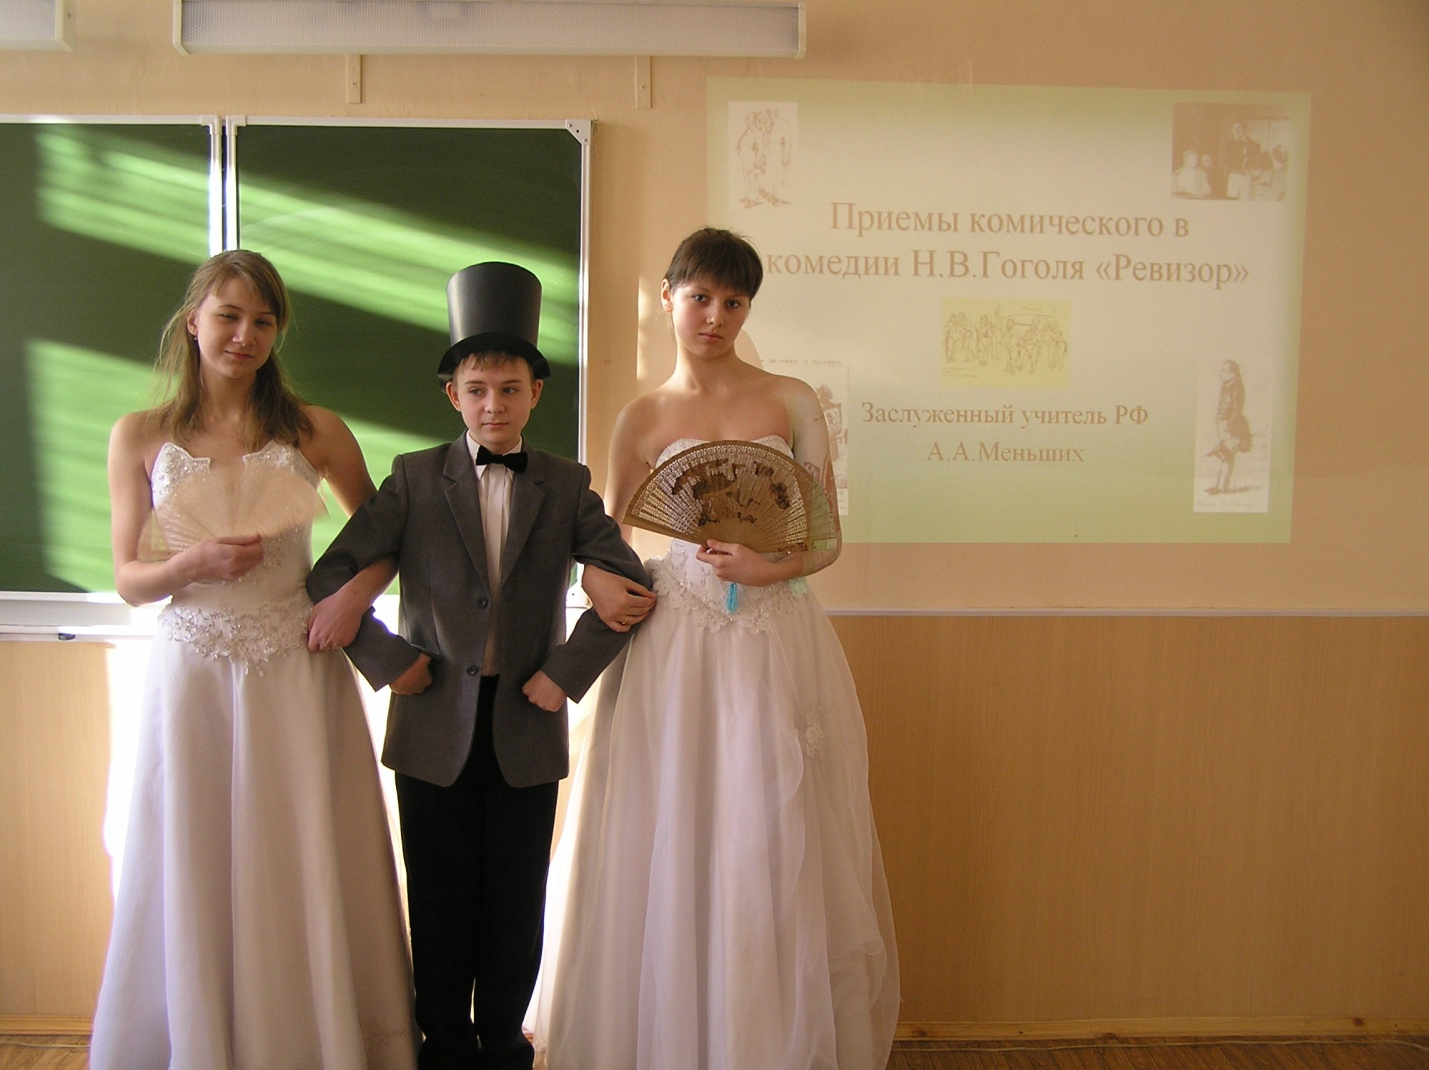 Приемы комического в
комедии Н.В.Гоголя «Ревизор»
Заслуженный учитель РФ
А.А.Меньших